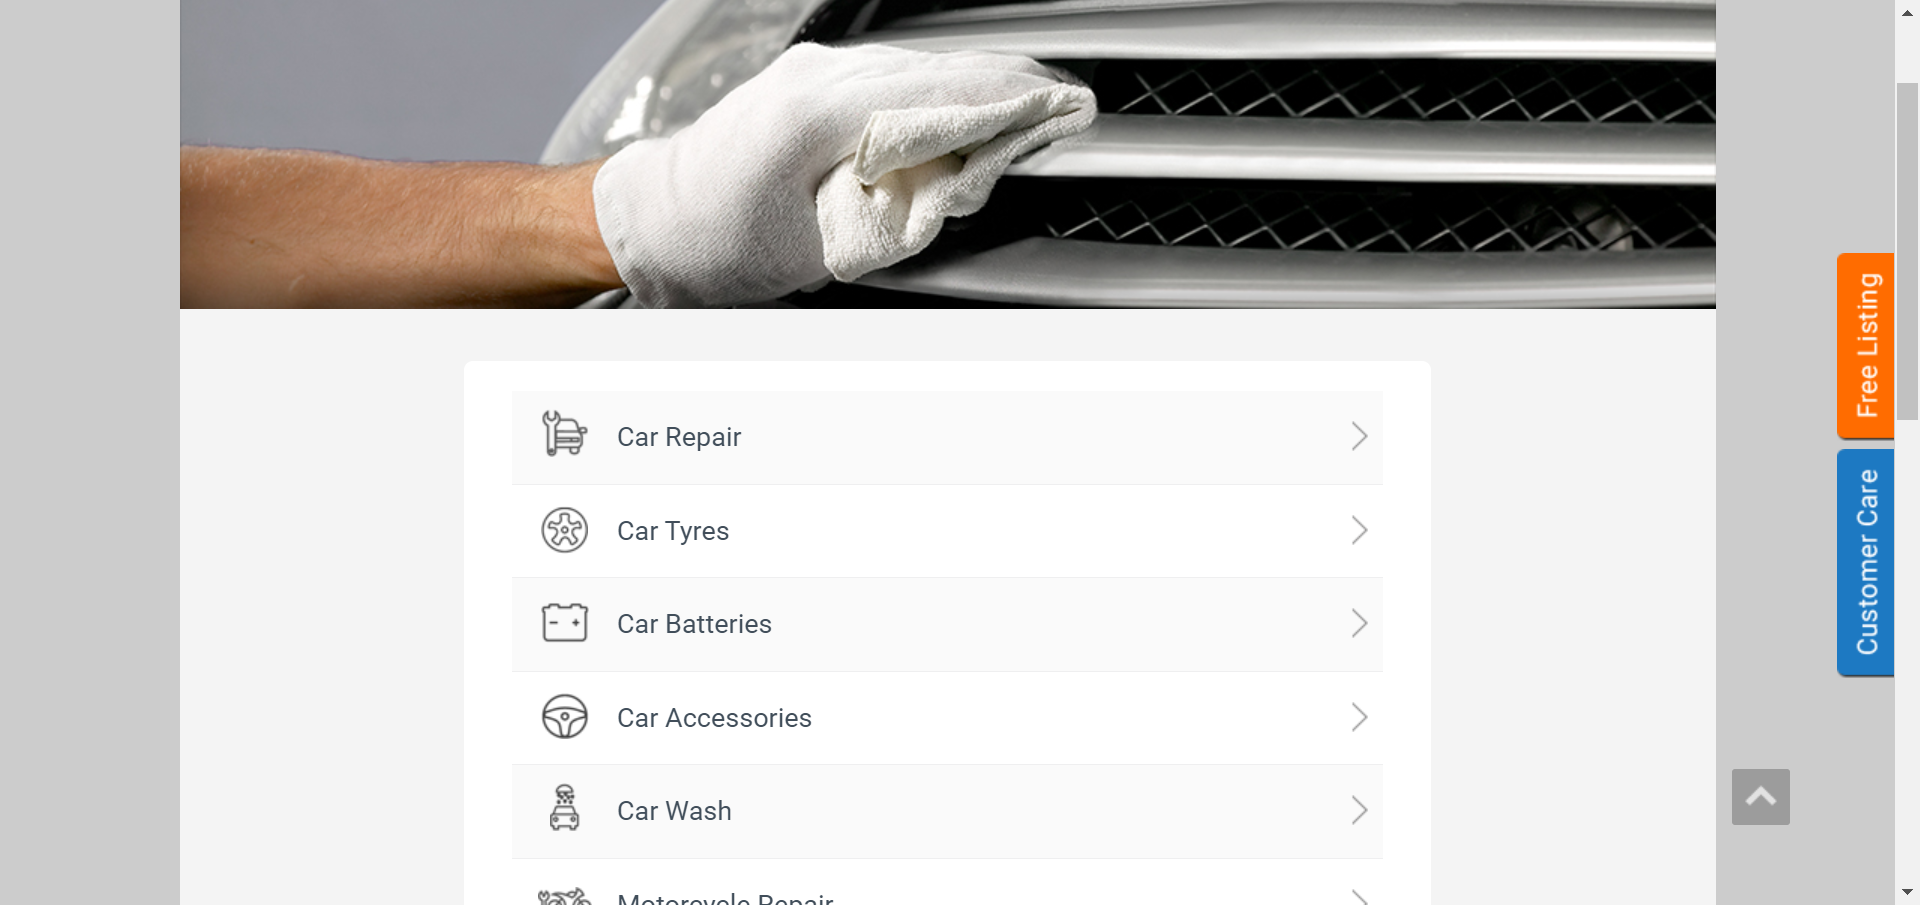 Car Repair
Car Tyres
Car Batteries
Car Accessories
Car Wash
Motorcycle Repair
Free Listing
Customer Care